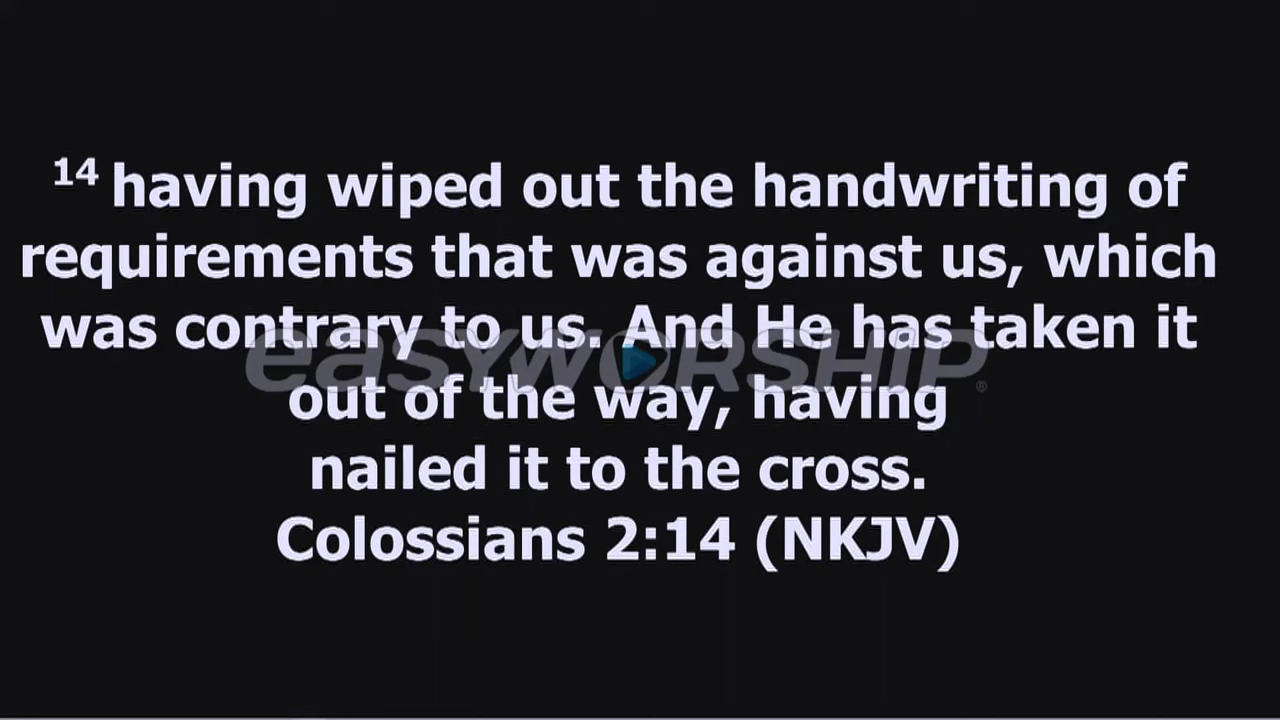 14 having wiped out the handwriting of
requirements that was against us, which
was contrary to us. And He has taken it
easyworship®
out of the way, having
nailed it to the cross.
Colossians 2:14 (NKJV)